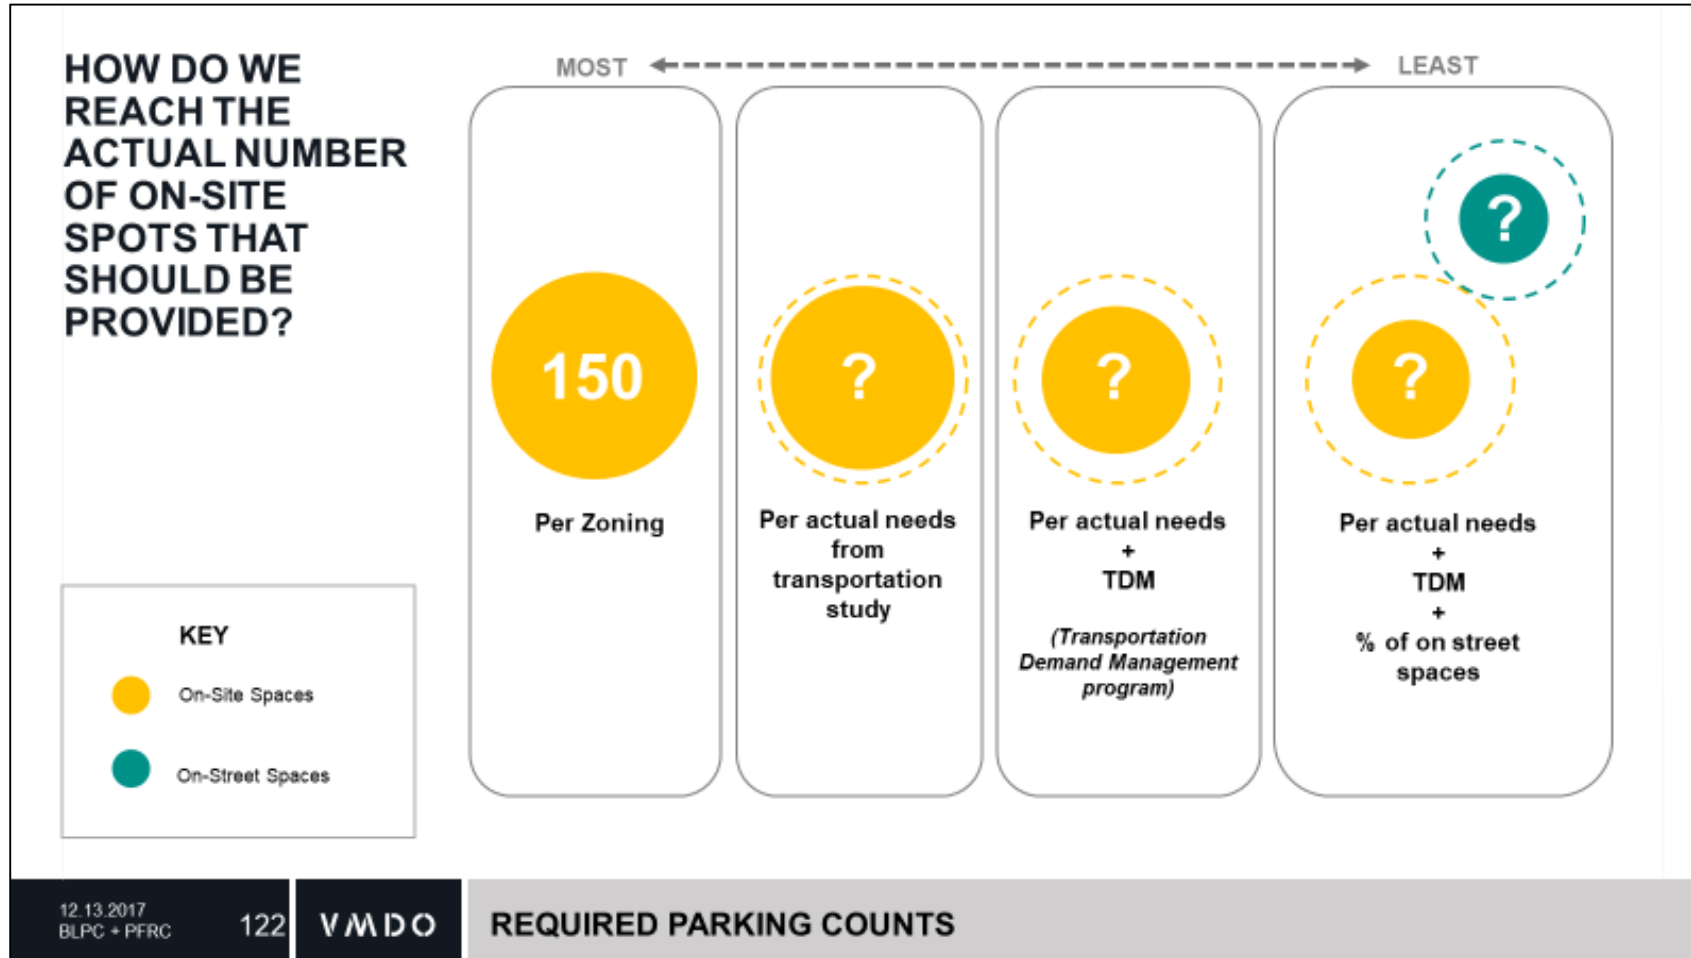 HOW DO WE
REACH THE
ACTUAL NUMBER
OF ON-SITE
SPOTS THAT
SHOULD BE
PROVIDED?
MOST
LEAST
150
Per Zoning
?
Per actual needs
from
transportation
study
?
Per actual needs
+
TDM
(Transportation
Demand Management
program)
?
?
Per actual needs
+
TDM
+
% of on street
spaces
KEY
On-Site Spaces
On-Street Spaces
12.13.2017
BLPC + PFRC
122
VMDO
REQUIRED PARKING COUNTS